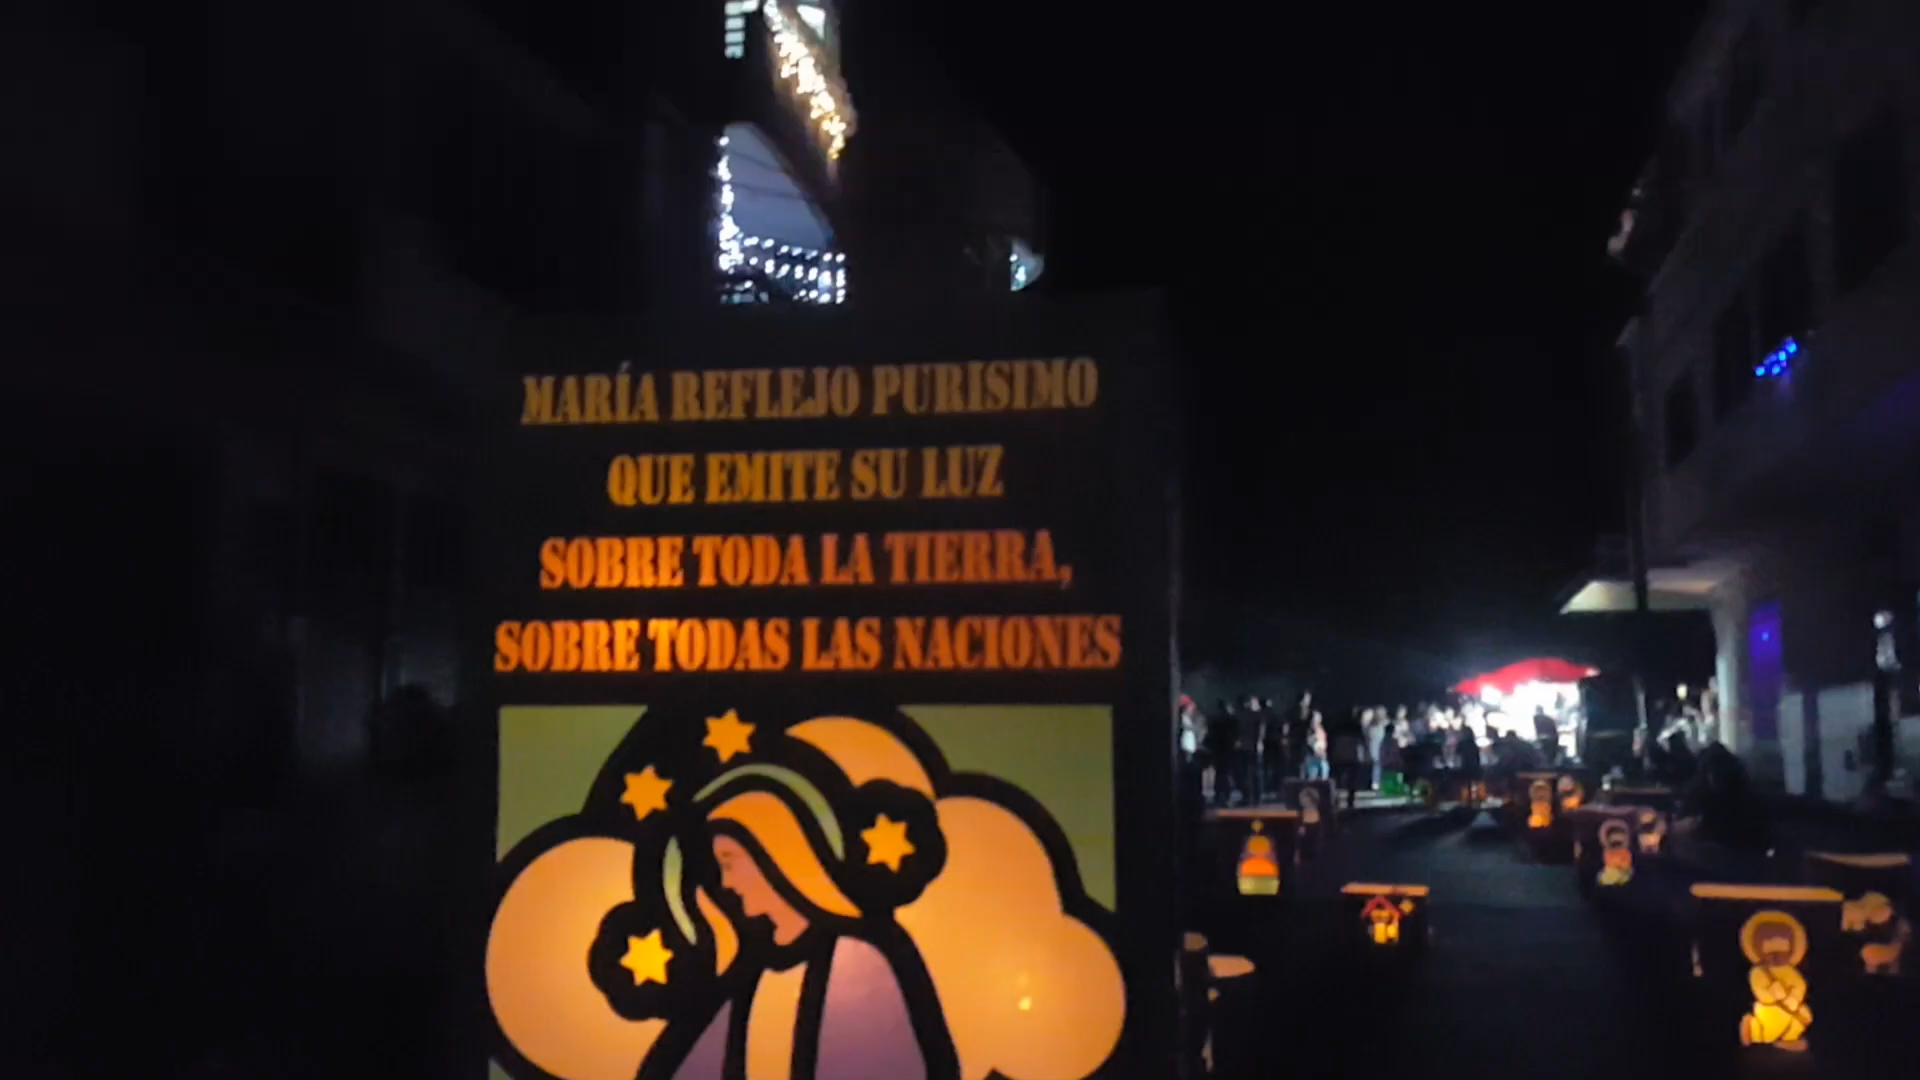 MARÍA REFLEJO PURISIMO
QUE EMITE SU LUZ
SOBRE TODA LA TIERRA,
SOBRE TODAS LAS NACIONES